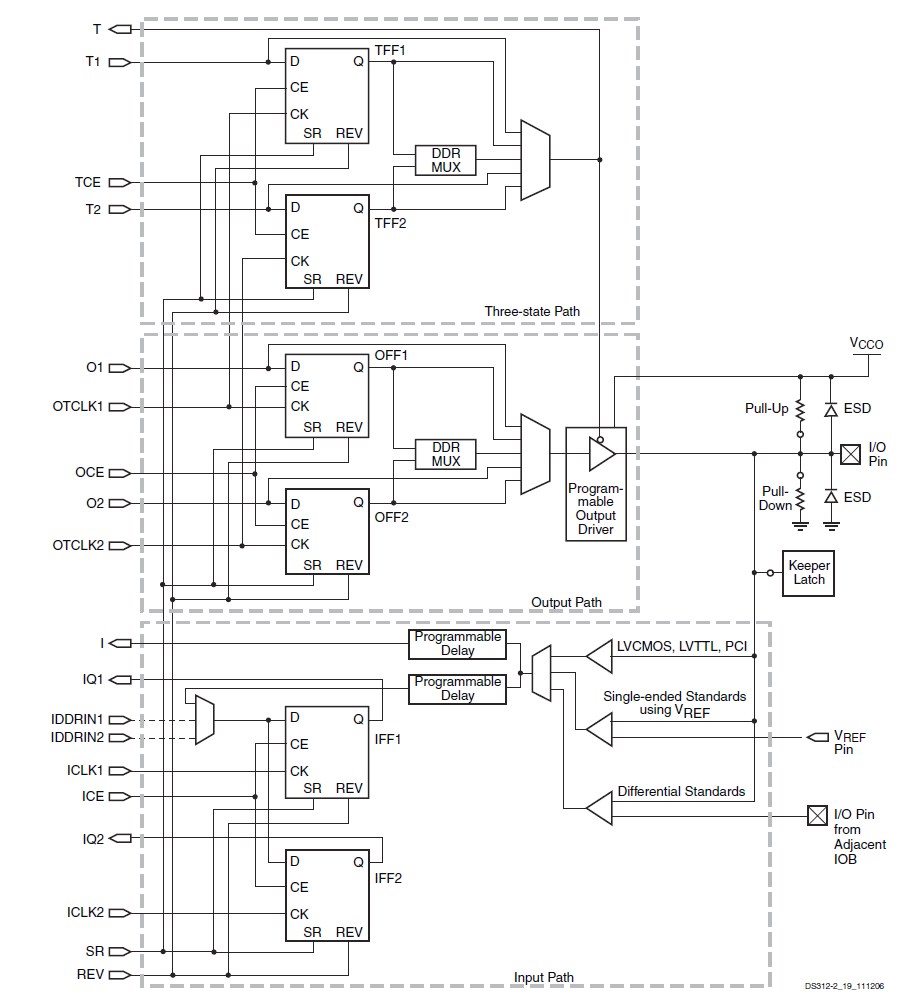 T
T1
TFF1
D
Q
CE
CK
SR REV
DDR
MUX
TCE
T2
D
Q
TFF2
CE
CK
SR REV
Three-state Path
VCCO
O1
OFF1
D
Q
CE
OTCLK1
CK
SR REV
Pull-Up
ESD
DDR
MUX
I/O
Pin
OCE
O2
D
Q
OFF2
CE
OTCLK2
CK
SR REV
Program-
mable
Output
Driver
Pull-
Down
ESD
Keeper
Latch
Output Path
I
Programmable
Delay
LVCMOS, LVTTL, PCI
IQ1
Programmable
Delay
Single-ended Standards
using VREF
IDDRIN1
IDDRIN2
D
Q
IFF1
CE
VREF
Pin
ICLK1
CK
ICE
SR REV
Differential Standards
I/O Pin
from
Adjacent
IOB
IQ2
D
Q
IFF2
CE
ICLK2
CK
SR REV
SR
REV
Input Path
DS312-2_19_111206